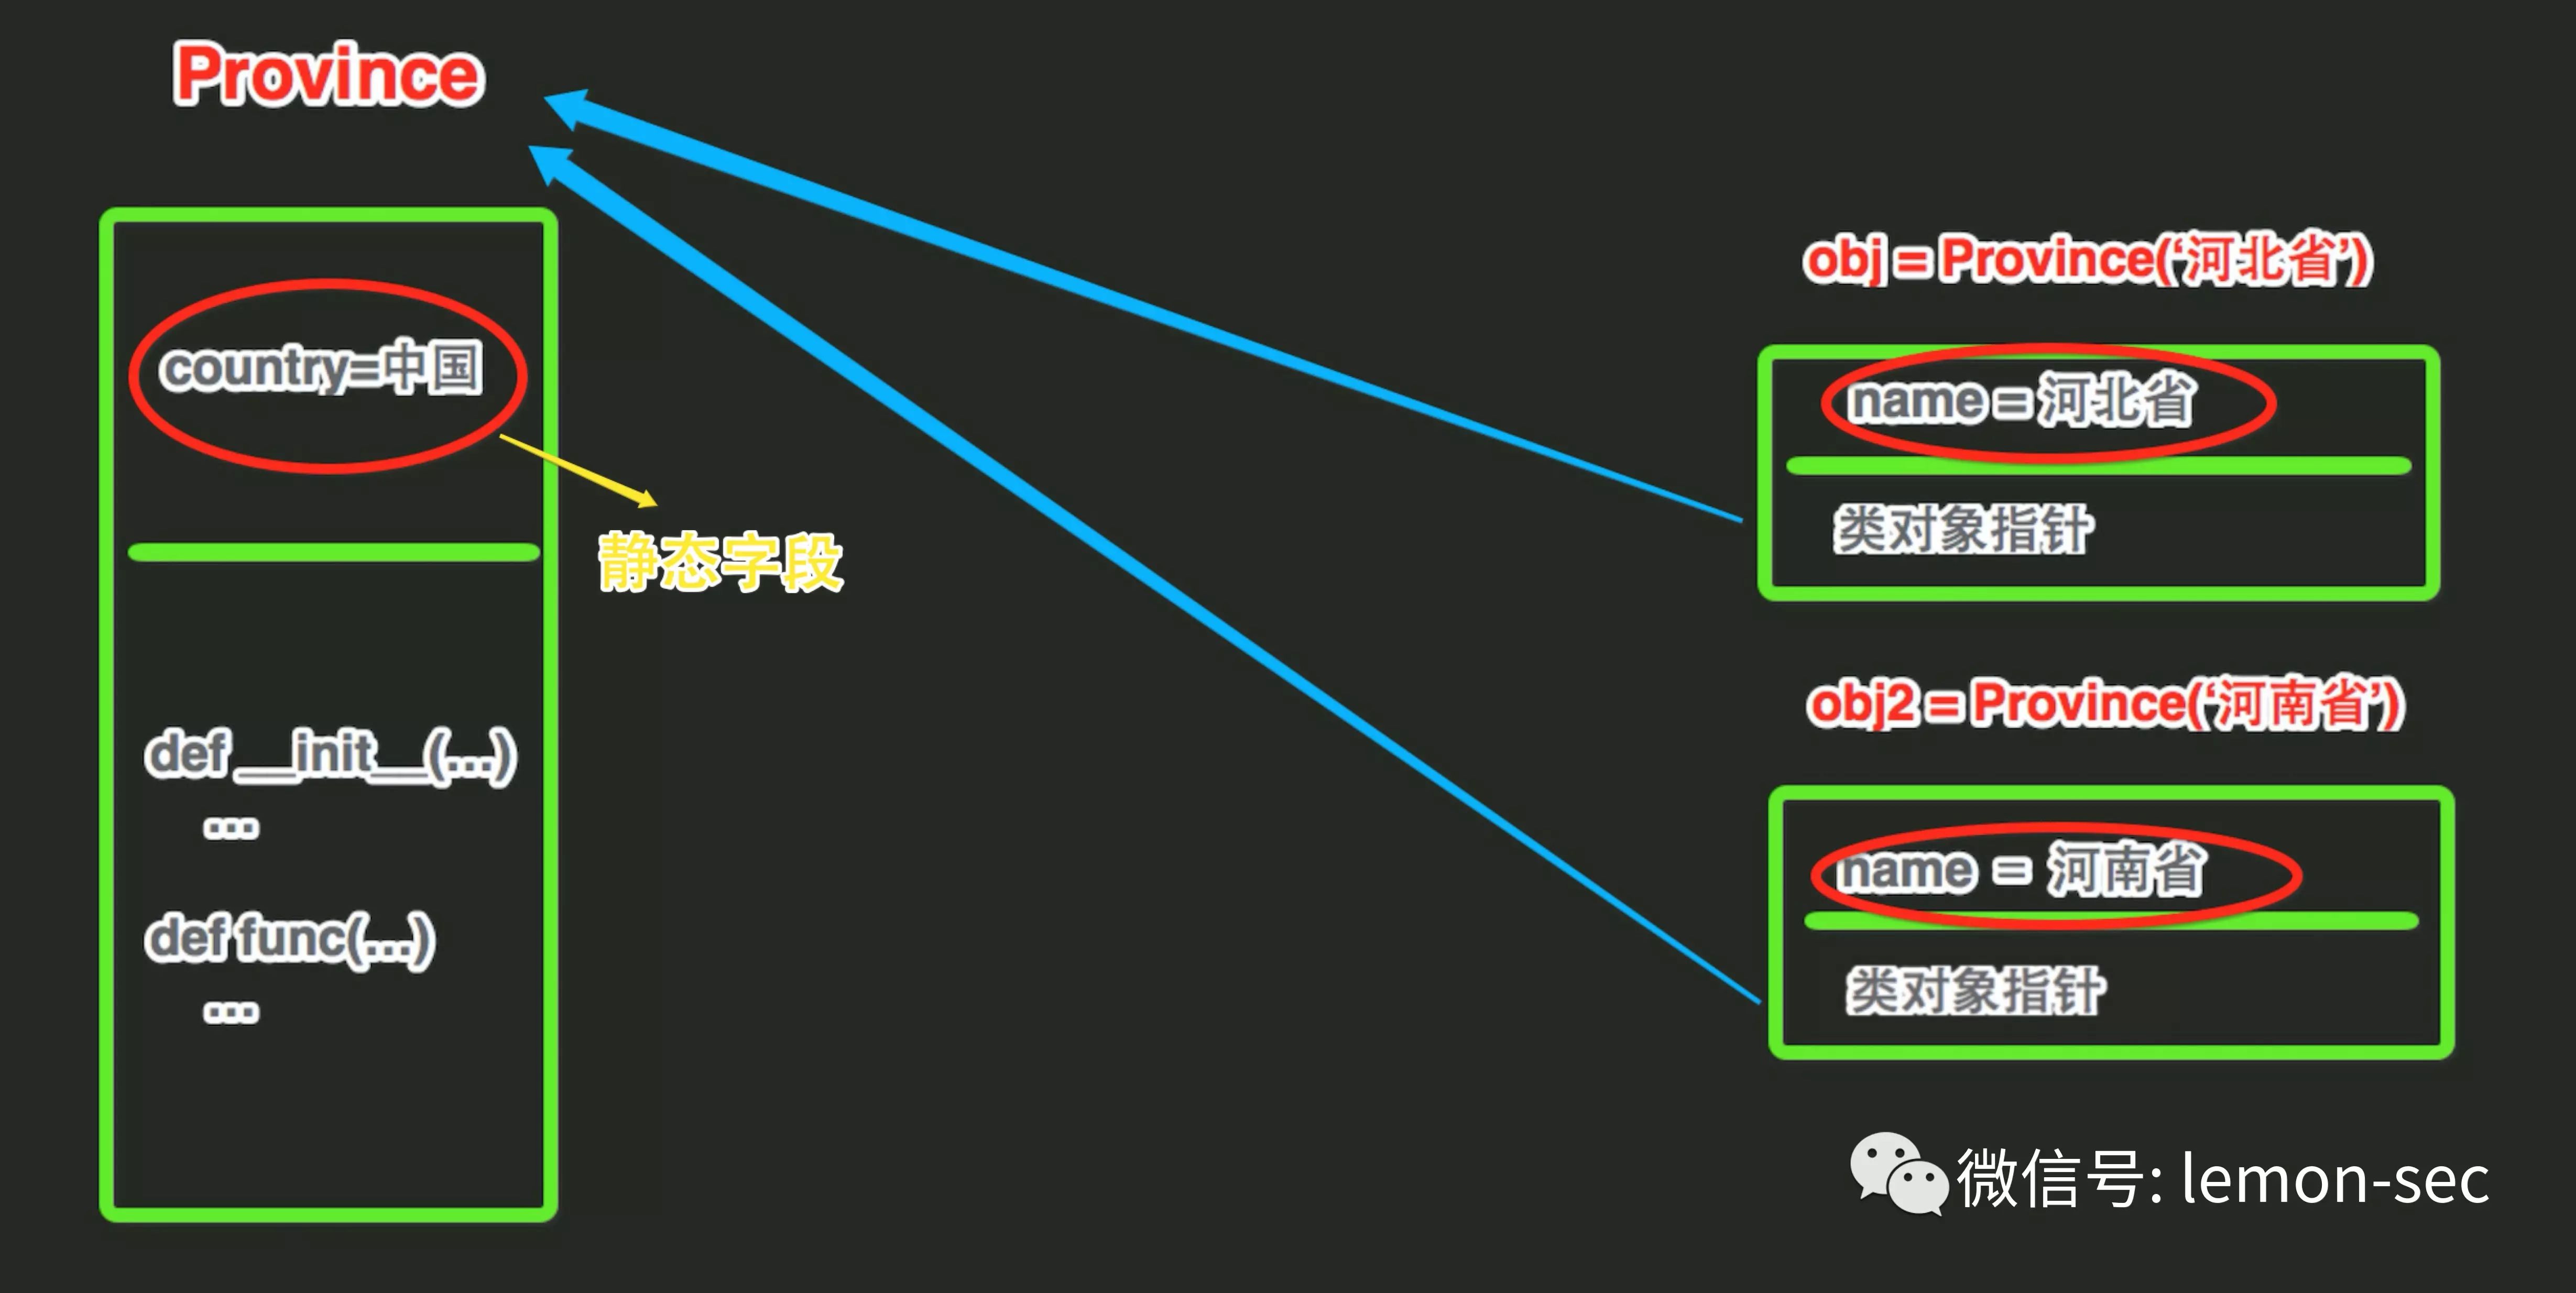 Province
country=中国
静态字段
def __init__(...)
...
def func(...)
...
obj = Province(‘河北省’)
name = 河北省
类对象指针
obj2 = Province(‘河南省’)
name = 河南省
类对象指针
微信号: lemon-sec